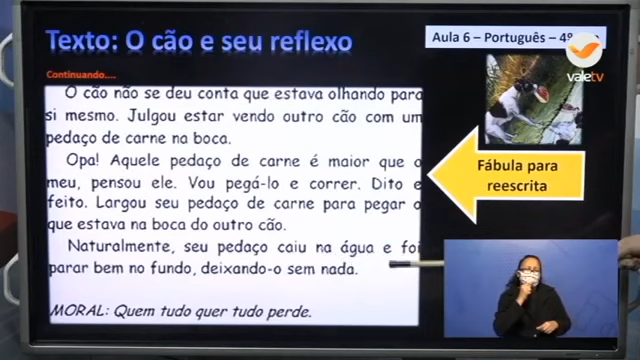 Texto: O cão e seu reflexo
Aula 6 – Português – 4º
valetv
Continuando....
O cão não se deu conta que estava olhando para
si mesmo. Julgou estar vendo outro cão com um
pedaço de carne na boca.
Opa! Aquele pedaço de carne é maior que o
meu, pensou ele. Vou pegá-lo e correr. Dito e
feito. Largou seu pedaço de carne para pegar o
que estava na boca do outro cão.
Naturalmente, seu pedaço caiu na água e foi
parar bem no fundo, deixando-o sem nada.
MORAL: Quem tudo quer tudo perde.
Fábula para
reescrita